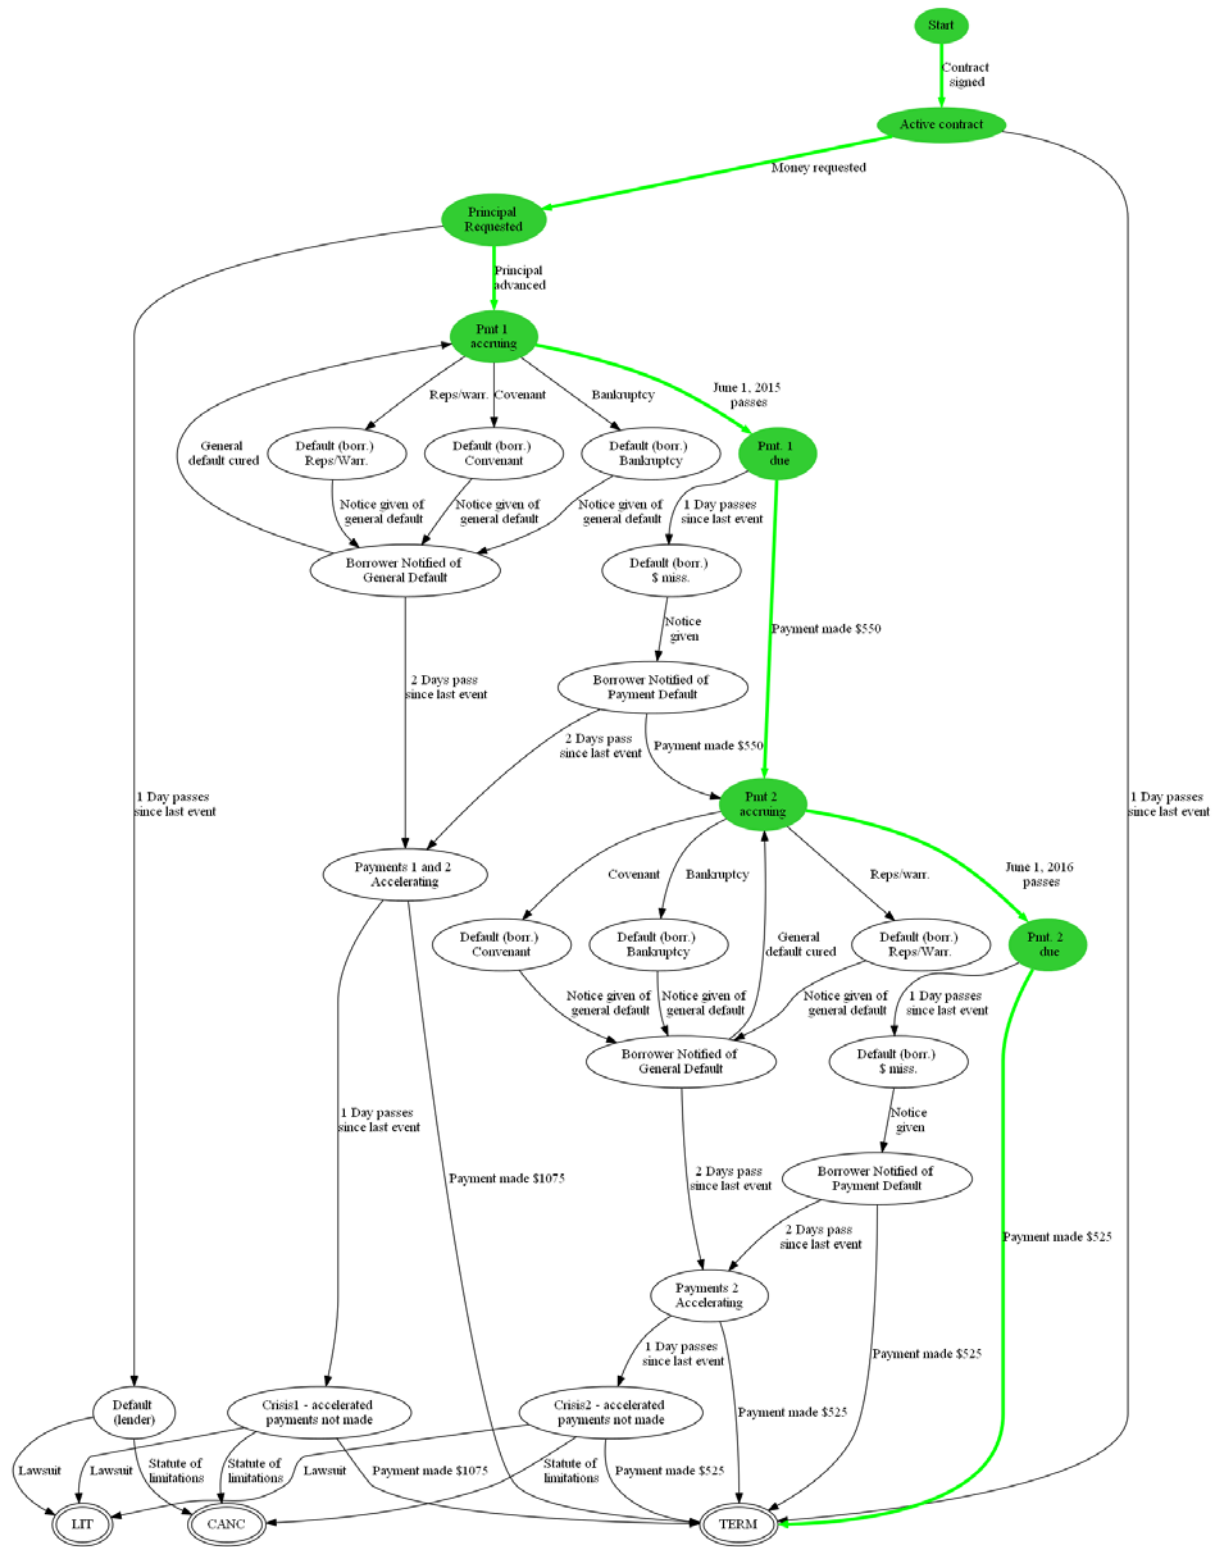 Start
Contract
signed
Active contract
Money requested
Principal
Requested
Principal
advanced
Pmt 1
accruing
June 1, 2015
passes
Reps/warr.
Covenant
Bankruptcy
General
default cured
Default (borr.)
Reps/Warr.
Default (borr.)
Convenant
Default (borr.)
Bankruptcy
Pmt. 1
due
Notice given of
general default
Notice given of
general default
Notice given of
general default
1 Day passes
since last event
Borrower Notified of
General Default
Default (borr.)
$ miss.
Notice
given
Payment made $550
2 Days pass
since last event
Borrower Notified of
Payment Default
2 Days pass
since last event
Payment made $550
1 Day passes
since last event
Pmt 2
accruing
1 Day passes
since last event
Payments 1 and 2
Accelerating
Covenant
Bankruptcy
Reps/warr.
June 1, 2016
passes
Default (borr.)
Convenant
Default (borr.)
Bankruptcy
General
default cured
Default (borr.)
Reps/Warr.
Pmt. 2
due
Notice given of
general default
Notice given of
general default
Notice given of
general default
1 Day passes
since last event
Borrower Notified of
General Default
Default (borr.)
$ miss.
1 Day passes
since last event
Notice
given
Payment made $1075
2 Days pass
since last event
Borrower Notified of
Payment Default
2 Days pass
since last event
Payment made $525
Payments 2
Accelerating
1 Day passes
since last event
Payment made $525
Default
(lender)
Crisis1 - accelerated
payments not made
Crisis2 - accelerated
payments not made
Payment made $525
Lawsuit
Lawsuit
Statute of
limitations
Statute of
limitations
Lawsuit
Payment made $1075
Statute of
limitations
Payment made $525
LIT
CANC
TERM